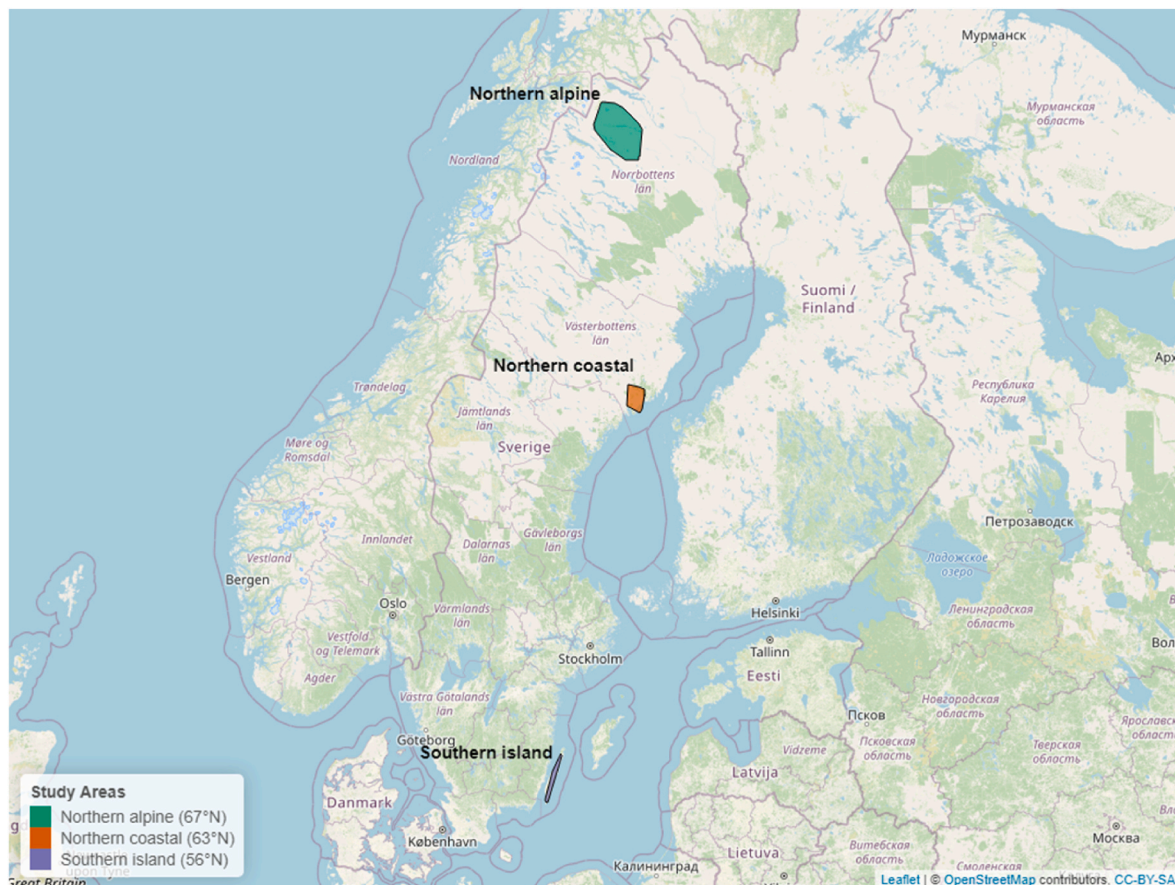 Мурманск
Northern alpine
Мурманская
область
Nordland
Norrbottens
län
Suomi /
Finland
Västerbottens
län
Northern coastal
Арх
Trøndelag
Jämtlands
län
Республика
Карелия
Møre og
Romsdal
Sverige
Петрозаводск
Innlandet
Dalarnas
län
Gävleborgs
län
Vestland
Ладожское
озеро
Bergen
Oslo
Värmlands
län
Helsinki
Ленинградская
область
Vestfold
og Telemark
Stockholm
Tallinn
Вол
Agder
Eesti
Västra Götalands
län
Новгородская
область
Псков
Göteborg
Southern island
Vidzeme
Псковская
область
Тверская
область
Ярославска
Latvija
Study Areas
Northern alpine (67°N)
Northern coastal (63°N)
Southern island (56°N)
Danmark
København
Москва
Lietuva
Витебская
область
Калининград
Смоленская
upon Tyne
Great Britain
Leaflet | © OpenStreetMap contributors, CC-BY-SA